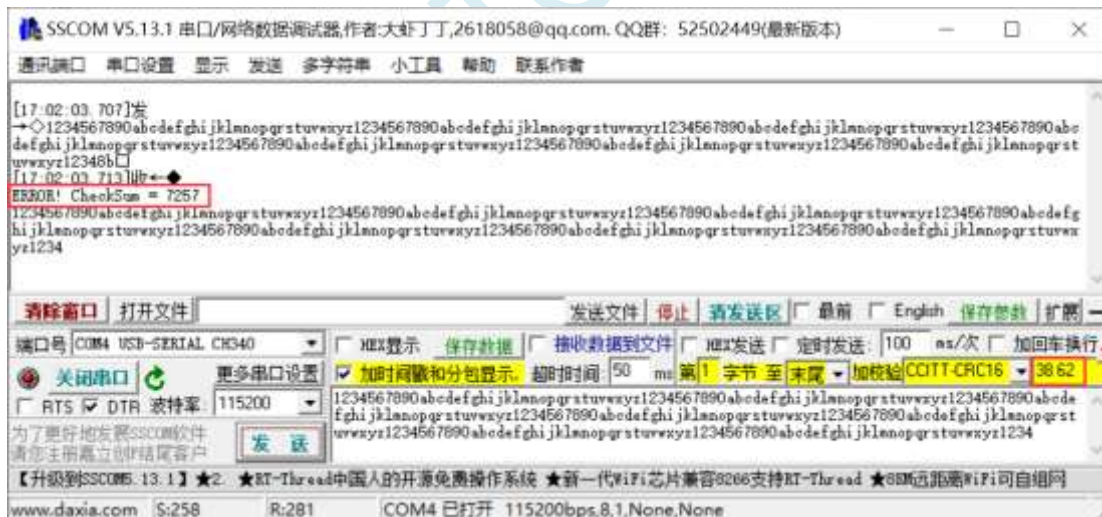 SSCOM V5.13.1 串口/网络数据调试器,作者:大虾丁丁,2618058@qq.com. QQ群: 52502449(最新版本)
通讯端口 串口设置 显示 发送 多字符串 小工具 帮助 联系作者
[17:02:03.707]发
→◇1234567890abcdefghijklmnopqrstuvwxyz1234567890abcdefghijklmnopqrstuvwxyz1234567890abcdefghijklmnopqrstuvwxyz1234567890abc
defghijklmnopqrstuvwxyz1234567890abcdefghijklmnopqrstuvwxyz1234567890abcdefghijklmnopqrstuvwxyz1234567890abcdefghijklmnopqrst
uvwxyz12348b□
[17:02:03.713]收←◆
ERROR! CheckSum = 7257
1234567890abcdefghijklmnopqrstuvwxyz1234567890abcdefghijklmnopqrstuvwxyz1234567890abcdefghijklmnopqrstuvwxyz1234567890abcdefg
hijklmnopqrstuvwxyz1234567890abcdefghijklmnopqrstuvwxyz1234567890abcdefghijklmnopqrstuvwxyz1234567890abcdefghijklmnopqrstuvwx
yz1234
清除窗口 打开文件 发送文件 停止 清发送区 最前 English 保存参数 扩展 —
端口号 COM4 USB-SERIAL CH340 HEX显示 保存数据 接收数据到文件 HEX发送 定时发送: 100 ms/次 加回车换行
关闭串口 更多串口设置 加时间戳和分包显示. 超时时间: 50 ms 第1 字节 至 末尾 加校验 CCITT-CRC16 38 62
RTS DTR 波特率: 115200
1234567890abcdefghijklmnopqrstuvwxyz1234567890abcdefghijklmnopqrstuvwxyz1234567890abcde
fghijklmnopqrstuvwxyz1234567890abcdefghijklmnopqrstuvwxyz1234567890abcdefghijklmnopqrst
uvwxyz1234567890abcdefghijklmnopqrstuvwxyz1234567890abcdefghijklmnopqrstuvwxyz1234
为了更好地发展SSCOM软件
请您注册嘉立创F结尾客户
发 送
【升级到SSCOM5.13.1】★2. ★RT-Thread中国人的开源免费操作系统 ★新一代WiFi芯片兼容8266支持RT-Thread ★8KM远距离WiFi可自组网
www.daxia.com S:258 R:281 COM4 已打开 115200bps,8,1,None,None